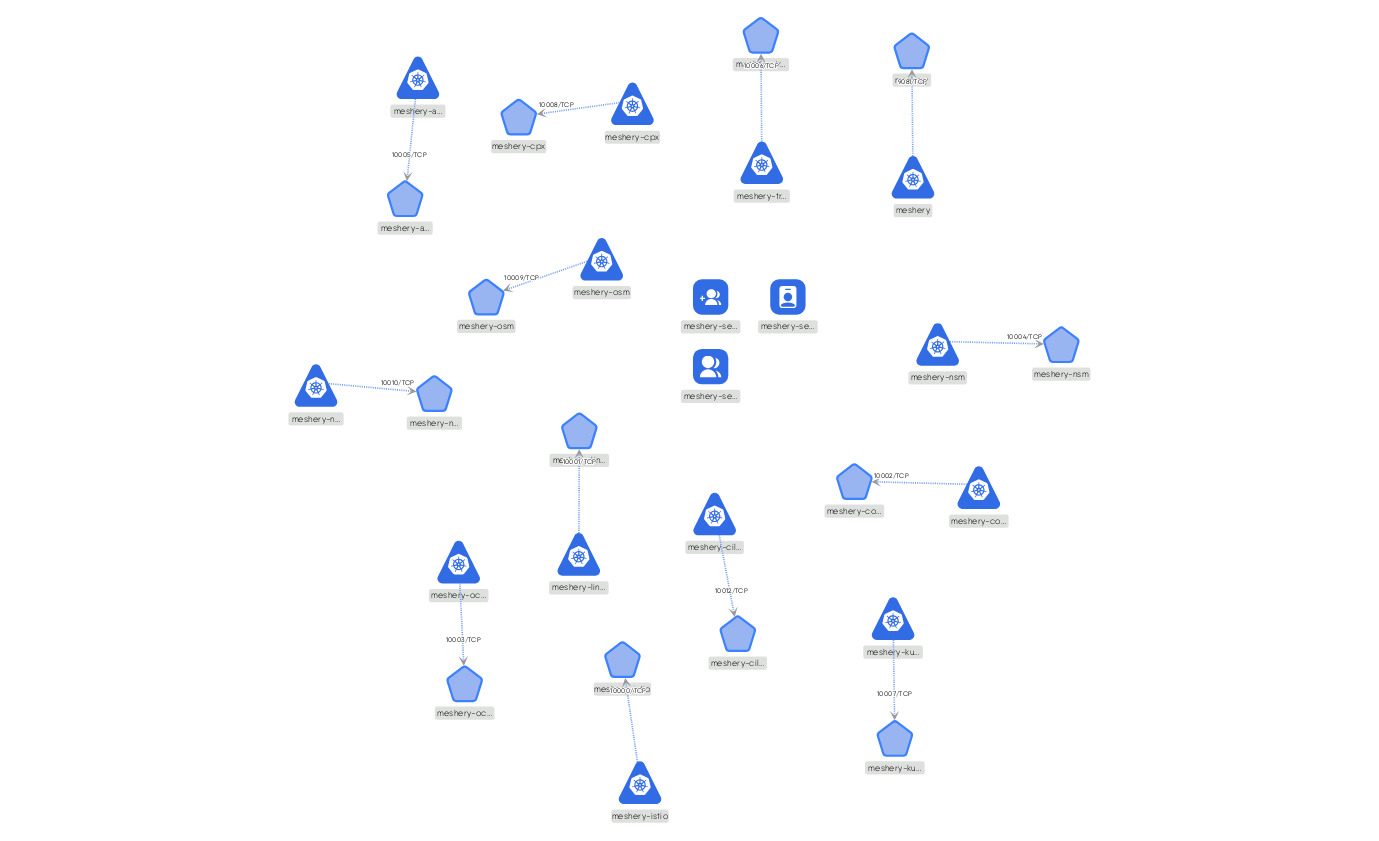 meshery-a...
10005/TCP
meshery-a...
10008/TCP
meshery-cpx
meshery-cpx
10006/TCP
meshery-tr...
9081/TCP
meshery
10009/TCP
meshery-osm
meshery-osm
meshery-se...
meshery-se...
meshery-se...
10004/TCP
meshery-nsm
meshery-nsm
10010/TCP
meshery-n...
meshery-n...
10001/TCP
meshery-lin...
10002/TCP
meshery-co...
meshery-co...
meshery-cil...
10012/TCP
meshery-cil...
meshery-oc...
10003/TCP
meshery-oc...
meshery-ku...
10007/TCP
meshery-ku...
10000/TCP
meshery-istio